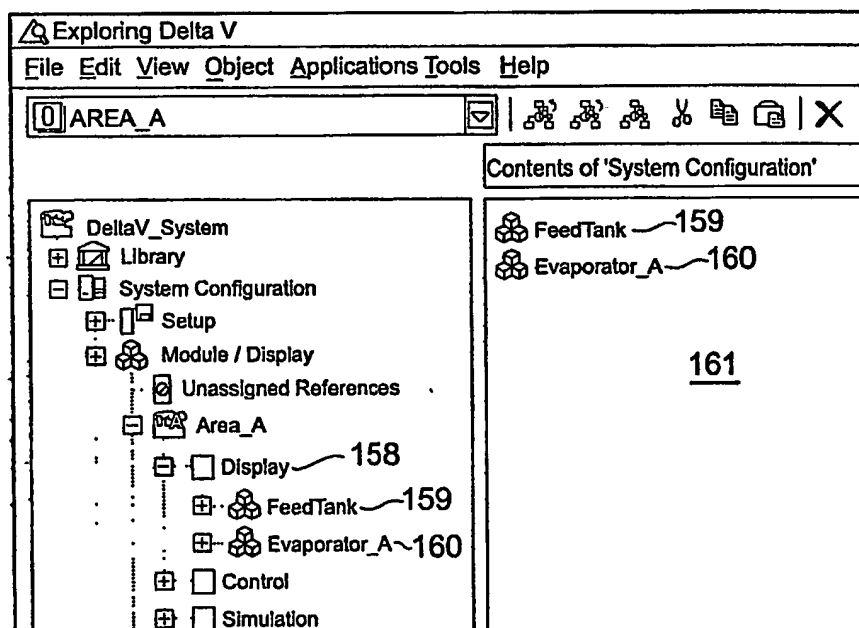 Exploring Delta V
File Edit View Object Applications Tools Help
AREA_A
Contents of 'System Configuration'
DeltaV_System
Library
System Configuration
Setup
Module / Display
Unassigned References
Area_A
Display 158
FeedTank 159
Evaporator_A 160
Control
Simulation
FeedTank 159
Evaporator_A 160
161